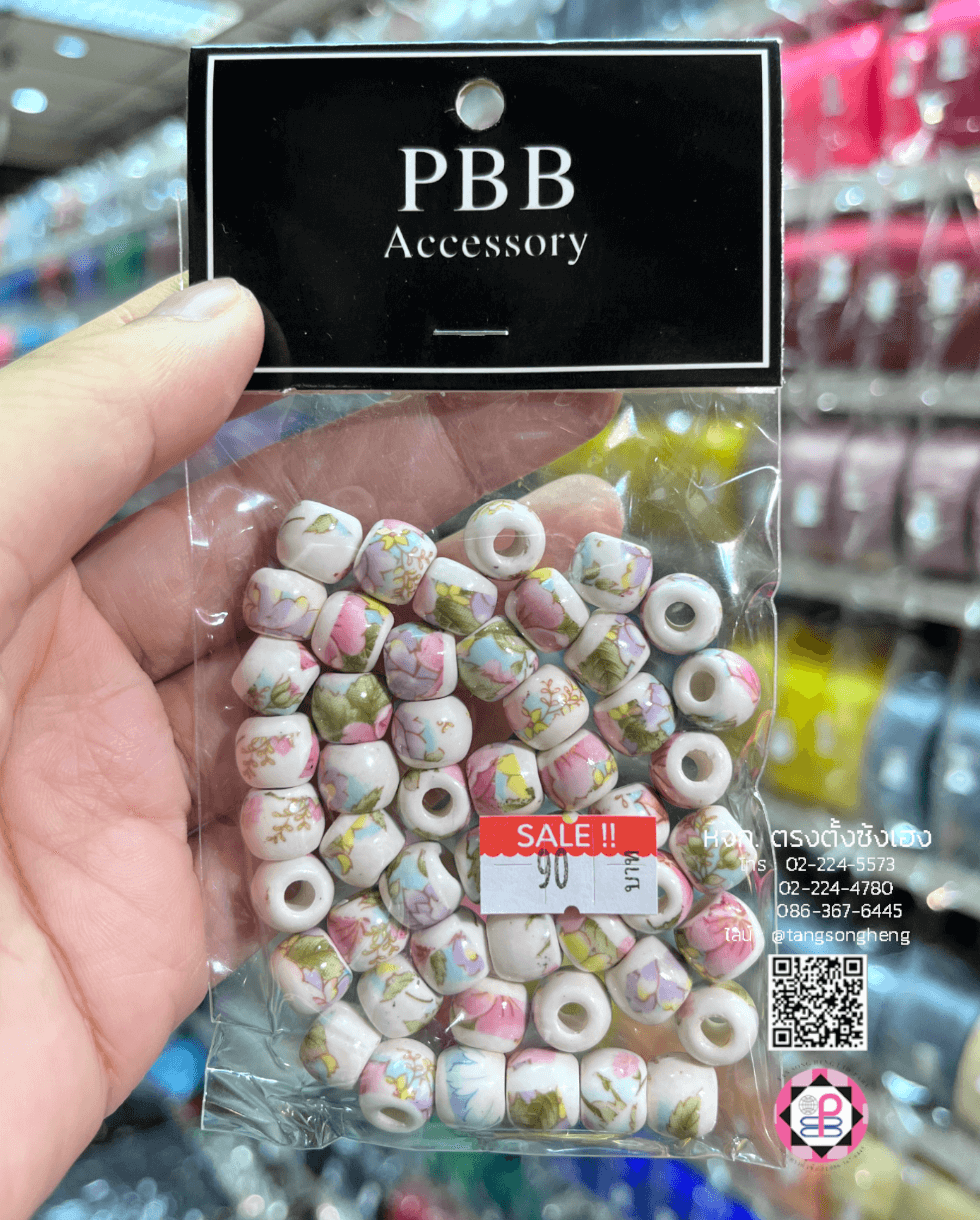 PBB
Accessory
SALE !!
90
บาท
หจก. ตรงตั้งซ้งเฮง
โทร : 02-224-5573
02-224-4780
086-367-6445
ไลน์ : @tangsongheng